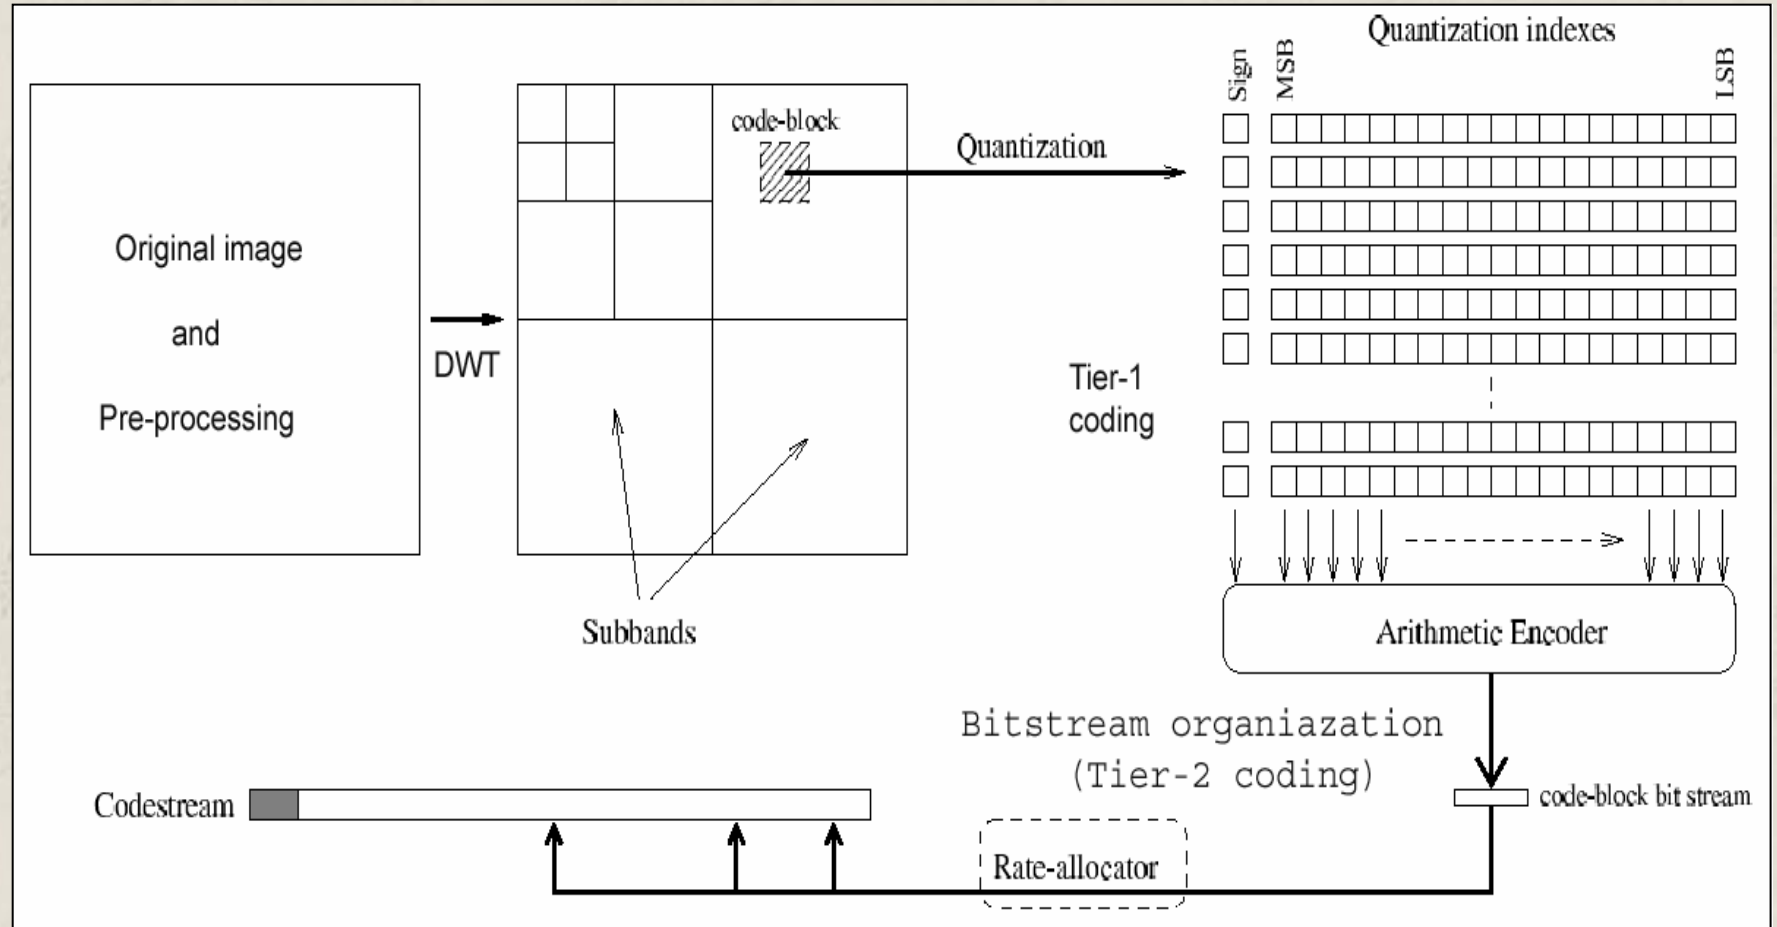 Quantization indexes
Sign
MSB
LSB
code-block
Quantization
Original image
and
Pre-processing
DWT
Tier-1
coding
Subbands
Arithmetic Encoder
Bitstream organiazation
(Tier-2 coding)
Codestream
code-block bit stream
Rate-allocator